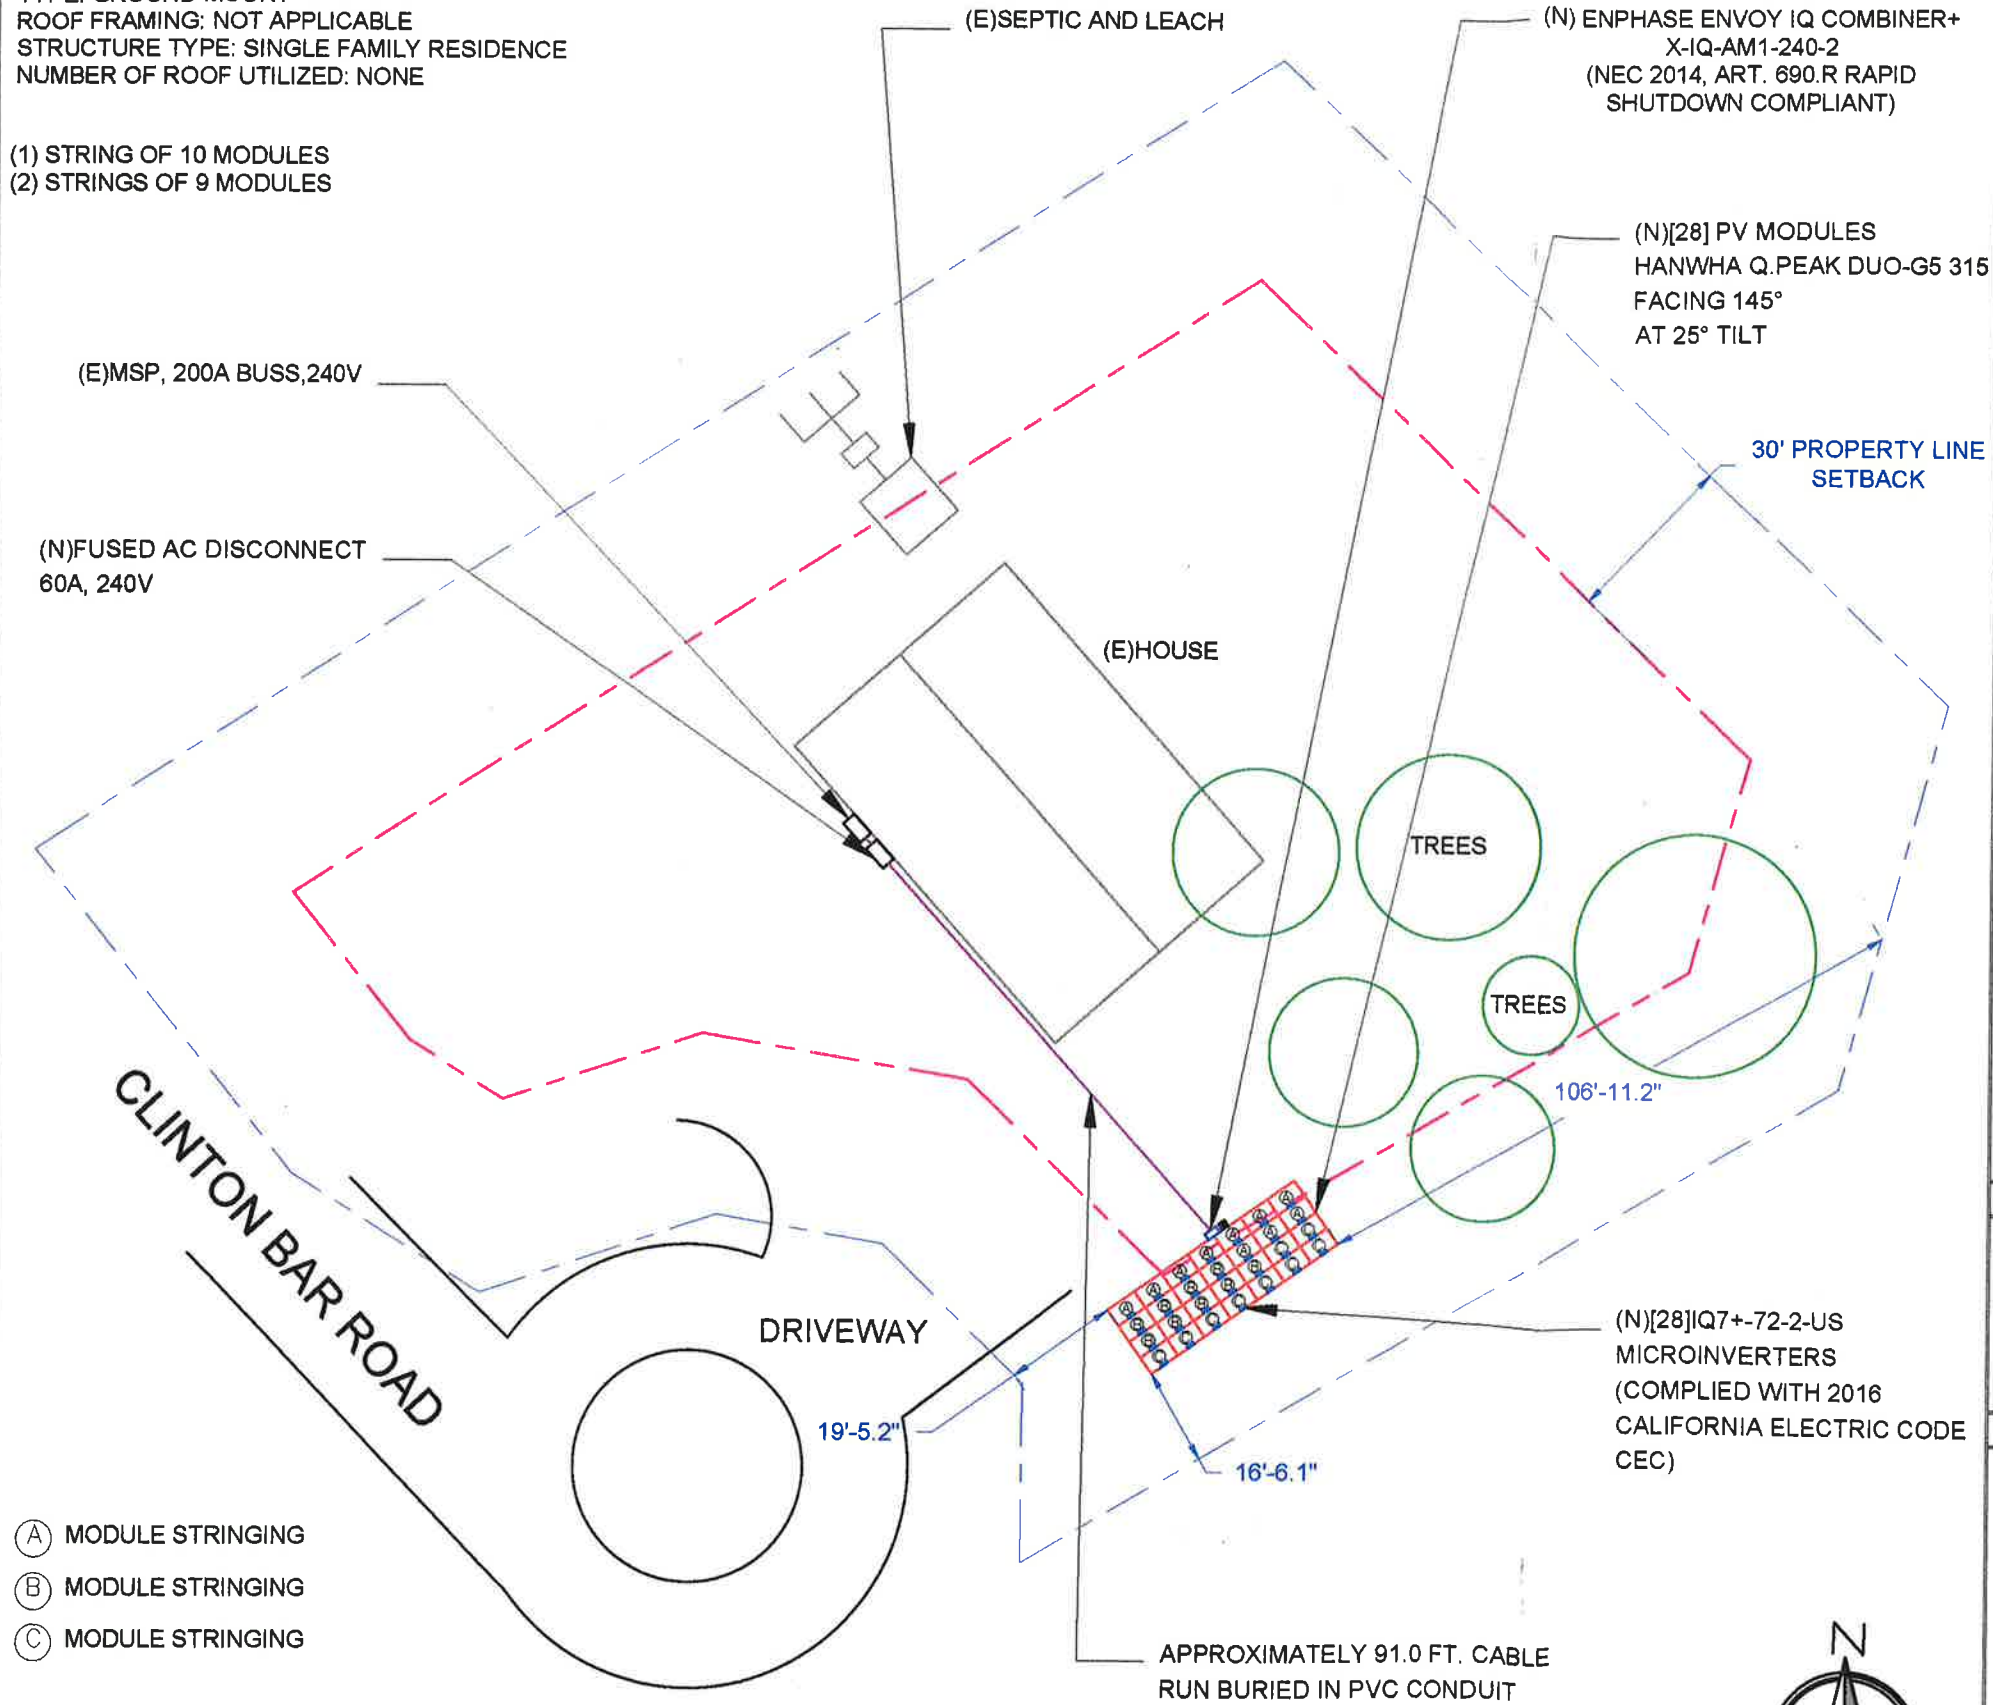 ROOF FRAMING: NOT APPLICABLE
STRUCTURE TYPE: SINGLE FAMILY RESIDENCE
NUMBER OF ROOF UTILIZED: NONE
(1) STRING OF 10 MODULES
(2) STRINGS OF 9 MODULES
(E)SEPTIC AND LEACH
(N) ENPHASE ENVOY IQ COMBINER+
X-IQ-AM1-240-2
(NEC 2014, ART. 690.R RAPID
SHUTDOWN COMPLIANT)
(N)[28] PV MODULES
HANWHA Q.PEAK DUO-G5 315
FACING 145°
AT 25° TILT
(E)MSP, 200A BUSS,240V
30' PROPERTY LINE
SETBACK
(N)FUSED AC DISCONNECT
60A, 240V
(E)HOUSE
TREES
TREES
106'-11.2"
CLINTON BAR ROAD
DRIVEWAY
19'-5.2"
16'-6.1"
(N)[28]IQ7+-72-2-US
MICROINVERTERS
(COMPLIED WITH 2016
CALIFORNIA ELECTRIC CODE
CEC)
A MODULE STRINGING
B MODULE STRINGING
C MODULE STRINGING
APPROXIMATELY 91.0 FT. CABLE
RUN BURIED IN PVC CONDUIT
N